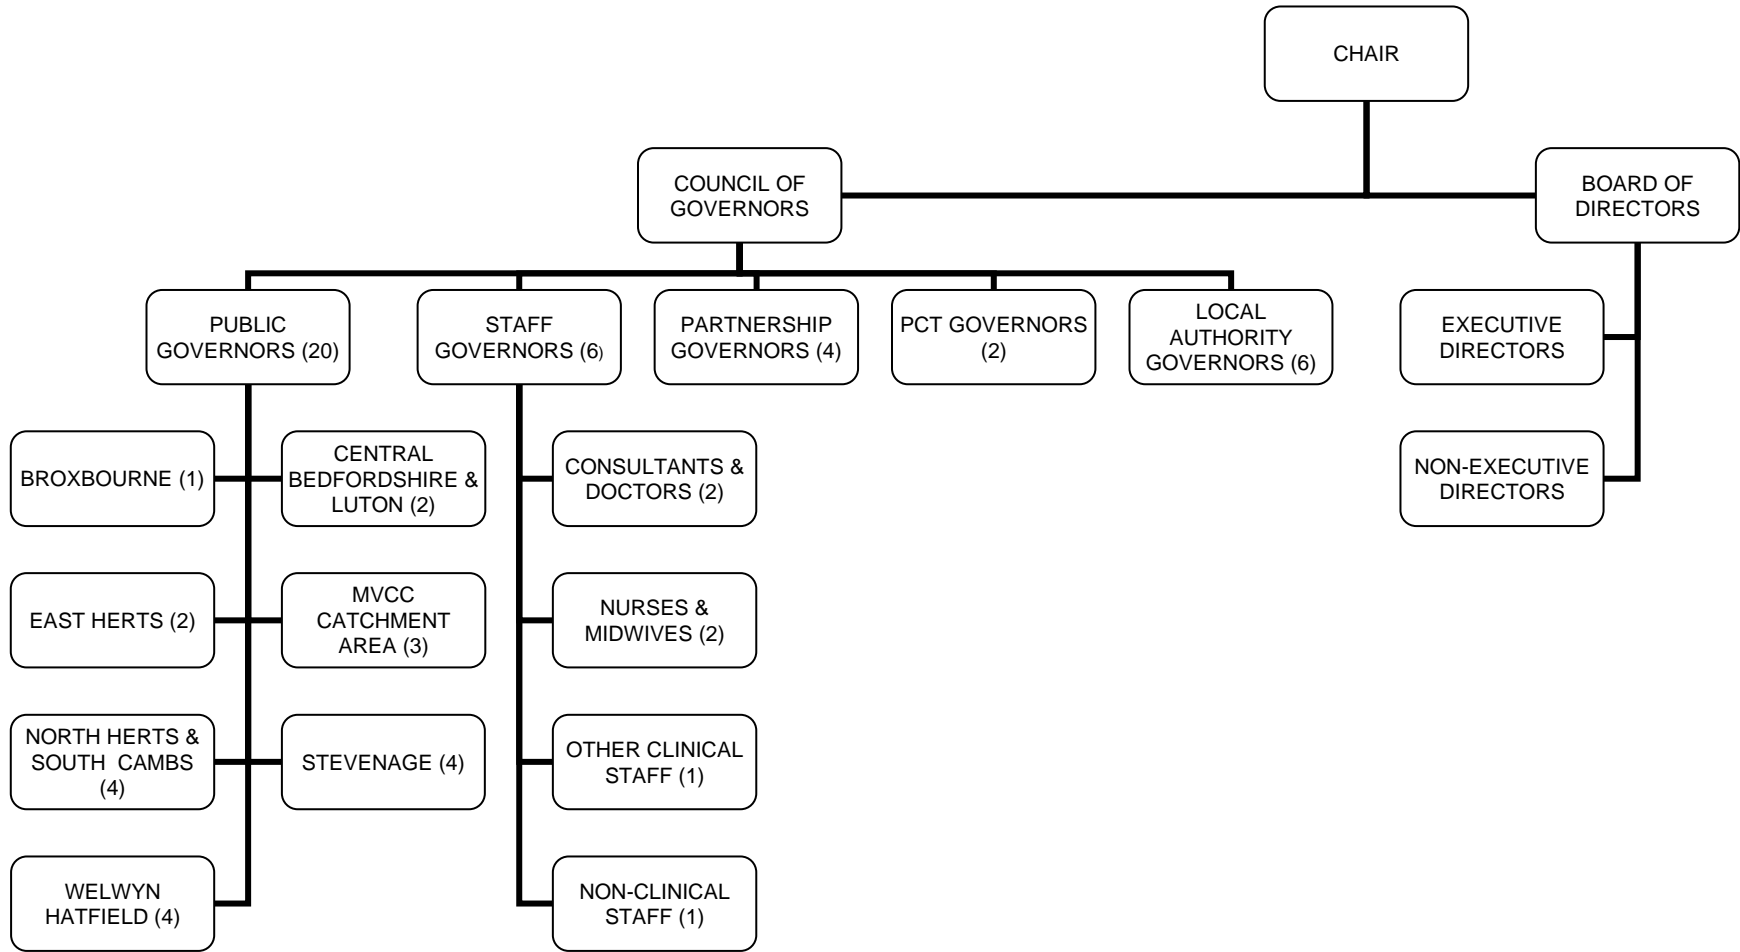 CHAIR
COUNCIL OF
GOVERNORS
BOARD OF
DIRECTORS
PUBLIC
GOVERNORS (20)
STAFF
GOVERNORS (6)
PARTNERSHIP
GOVERNORS (4)
PCT GOVERNORS
(2)
LOCAL
AUTHORITY
GOVERNORS (6)
EXECUTIVE
DIRECTORS
BROXBOURNE (1)
CENTRAL
BEDFORDSHIRE &
LUTON (2)
CONSULTANTS &
DOCTORS (2)
NON-EXECUTIVE
DIRECTORS
EAST HERTS (2)
MVCC
CATCHMENT
AREA (3)
NURSES &
MIDWIVES (2)
NORTH HERTS &
SOUTH  CAMBS
(4)
STEVENAGE (4)
OTHER CLINICAL
STAFF (1)
WELWYN
HATFIELD (4)
NON-CLINICAL
STAFF (1)